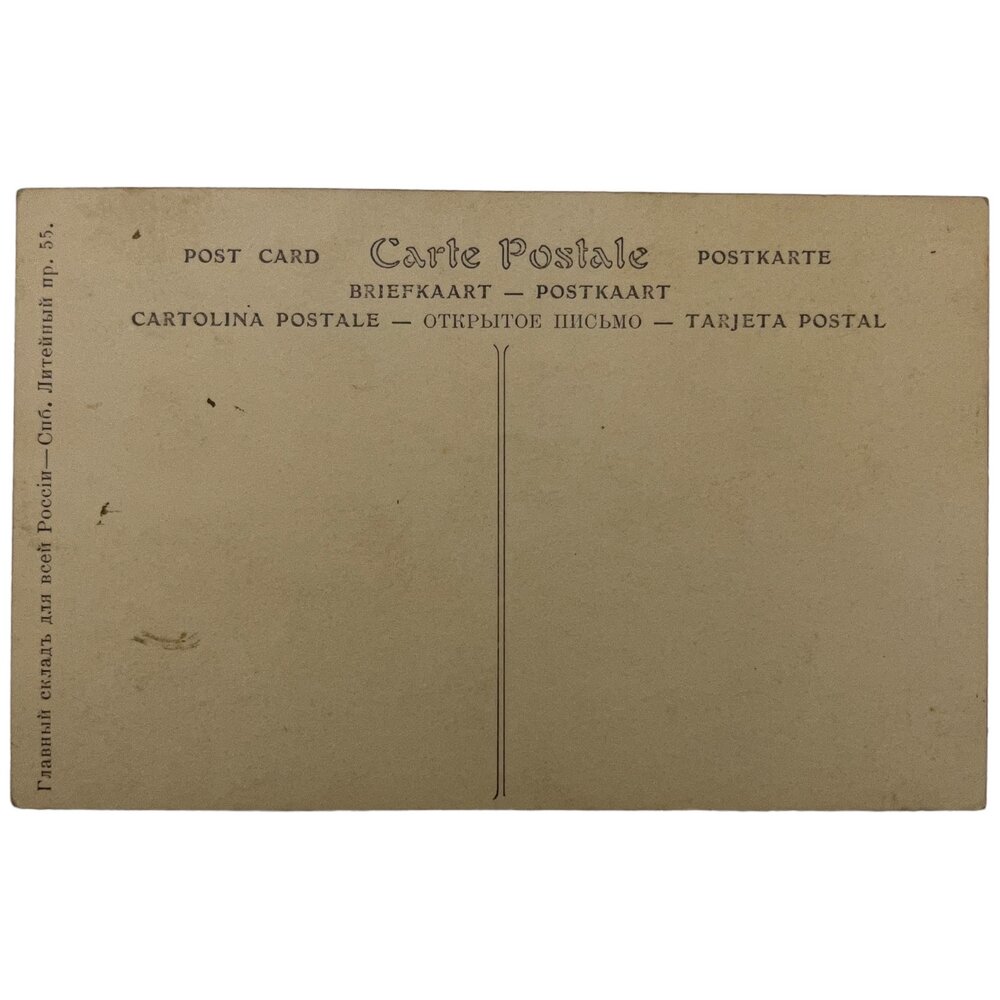 POST CARD Carte Postale POSTKARTE
BRIEFKAART — POSTKAART
CARTOLINA POSTALE — ОТКРЫТОЕ ПИСЬМО — TARJETA POSTAL
Главный складъ для всей Россіи—Спб. Литейный пр. 55.